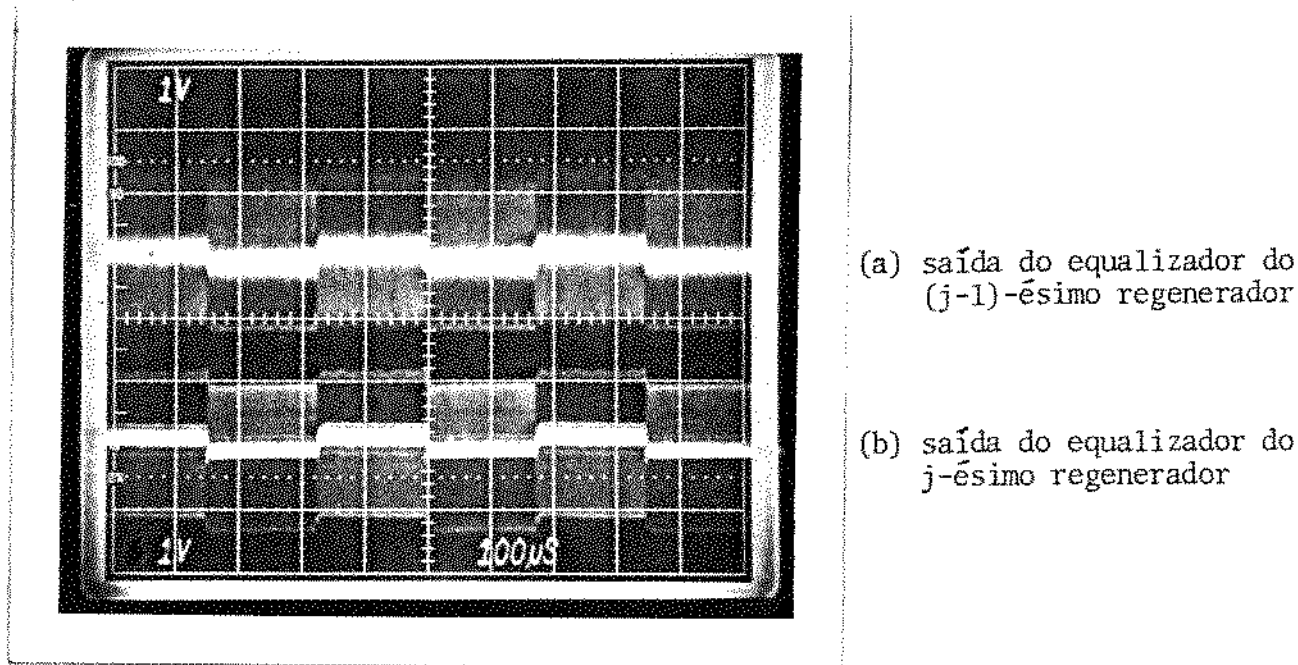 1V
(a) saída do equalizador do
(j-1)-ésimo regenerador
(b) saída do equalizador do
j-ésimo regenerador
1V 100µS